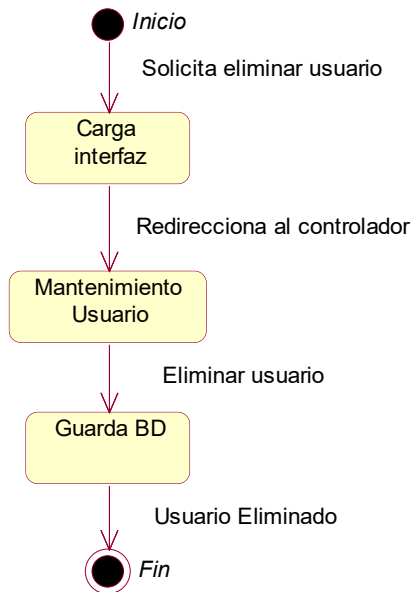 Inicio
Solicita eliminar usuario
Carga
interfaz
Redirecciona al controlador
Mantenimiento
Usuario
Eliminar usuario
Guarda BD
Usuario Eliminado
Fin